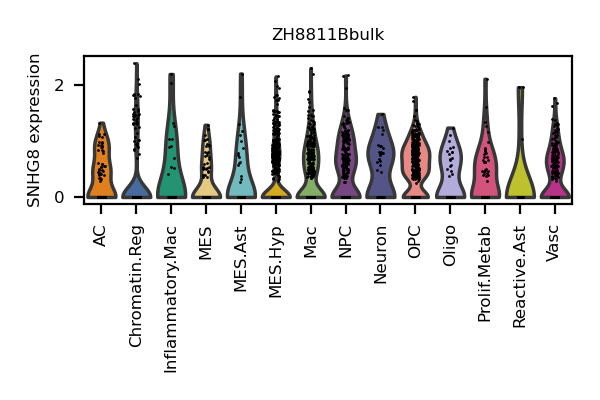 ZH8811Bbulk
SNHG8 expression
2
0
AC
Chromatin.Reg
Inflammatory.Mac
MES
MES.Ast
MES.Hyp
Mac
NPC
Neuron
OPC
Oligo
Prolif.Metab
Reactive.Ast
Vasc